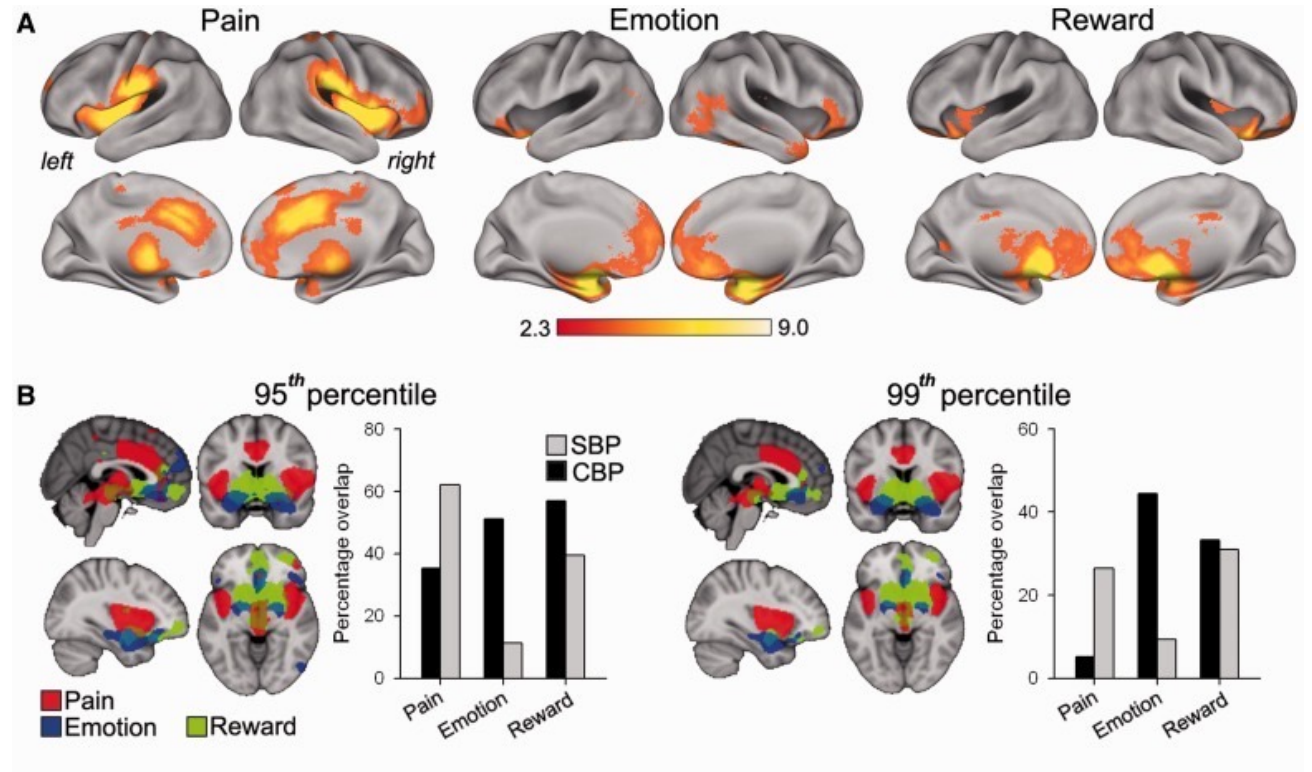 A
Pain
Emotion
Reward
left
right
2.3
9.0
B
95th percentile
80
60
40
20
0
Percentage overlap
SBP
CBP
Pain
Emotion
Reward
99th percentile
60
40
20
0
Percentage overlap
Pain
Emotion
Reward
Pain
Emotion
Reward